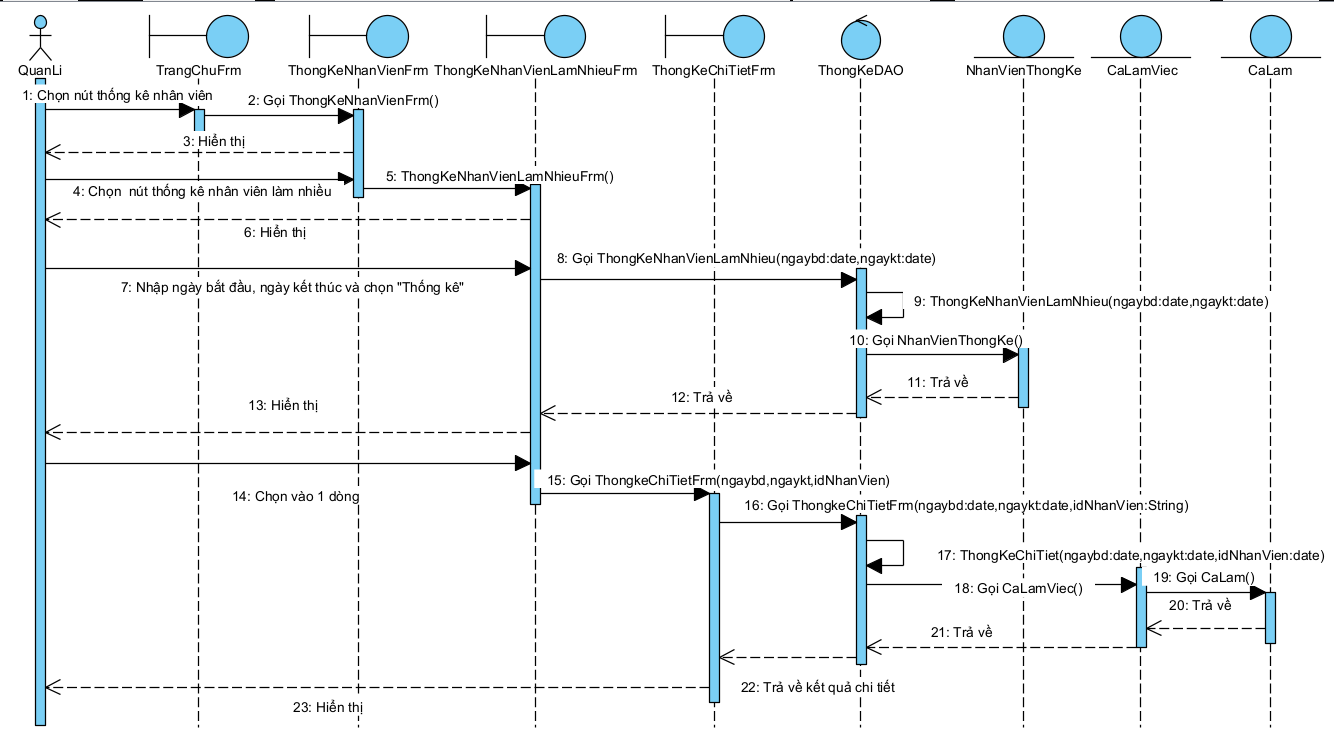 QuanLi
TrangChuFrm
ThongKeNhanVienFrm
ThongKeNhanVienLamNhieuFrm
ThongKeChiTietFrm
ThongKeDAO
NhanVienThongKe
CaLamViec
CaLam
1: Chọn nút thống kê nhân viên
2: Gọi ThongKeNhanVienFrm()
3: Hiển thị
4: Chọn  nút thống kê nhân viên làm nhiều
5: ThongKeNhanVienLamNhieuFrm()
6: Hiển thị
7: Nhập ngày bắt đầu, ngày kết thúc và chọn "Thống kê"
8: Gọi ThongKeNhanVienLamNhieu(ngaybd:date,ngaykt:date)
9: ThongKeNhanVienLamNhieu(ngaybd:date,ngaykt:date)
10: Gọi NhanVienThongKe()
11: Trả về
12: Trả về
13: Hiển thị
14: Chọn vào 1 dòng
15: Gọi ThongkeChiTietFrm(ngaybd,ngaykt,idNhanVien)
16: Gọi ThongkeChiTietFrm(ngaybd:date,ngaykt:date,idNhanVien:String)
17: ThongKeChiTiet(ngaybd:date,ngaykt:date,idNhanVien:date)
18: Gọi CaLamViec()
19: Gọi CaLam()
20: Trả về
21: Trả về
22: Trả về kết quả chi tiết
23: Hiển thị